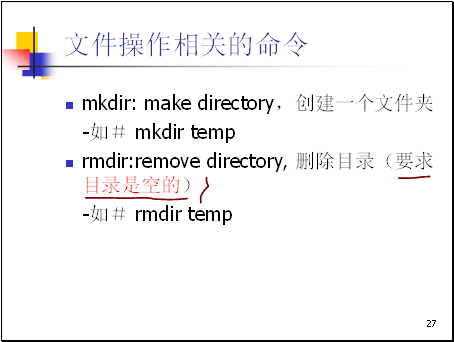 文件操作相关的命令
mkdir: make directory，创建一个文件夹
-如＃ mkdir temp
rmdir:remove directory, 删除目录（要求
目录是空的）
-如＃ rmdir temp
27